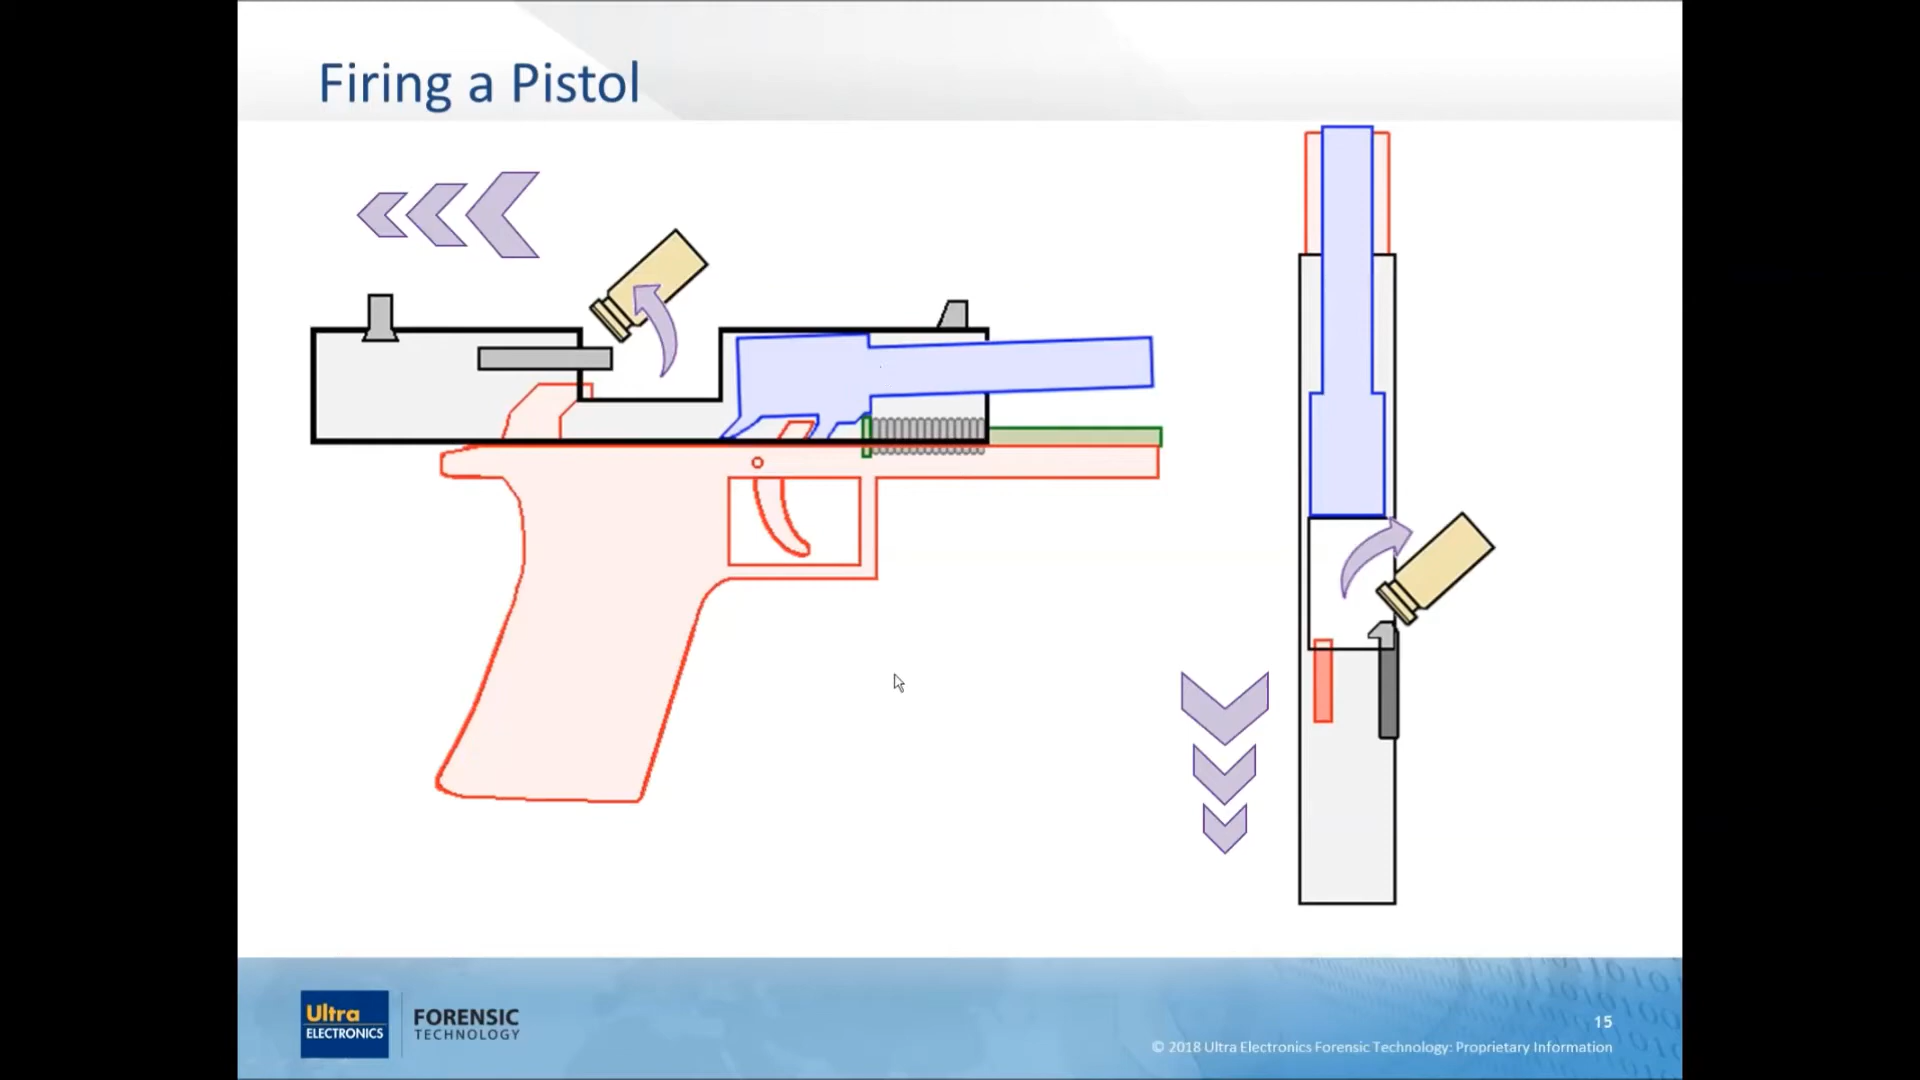 Firing a Pistol
Ultra
ELECTRONICS
FORENSIC
TECHNOLOGY
15
© 2018 Ultra Electronics Forensic Technology: Proprietary Information